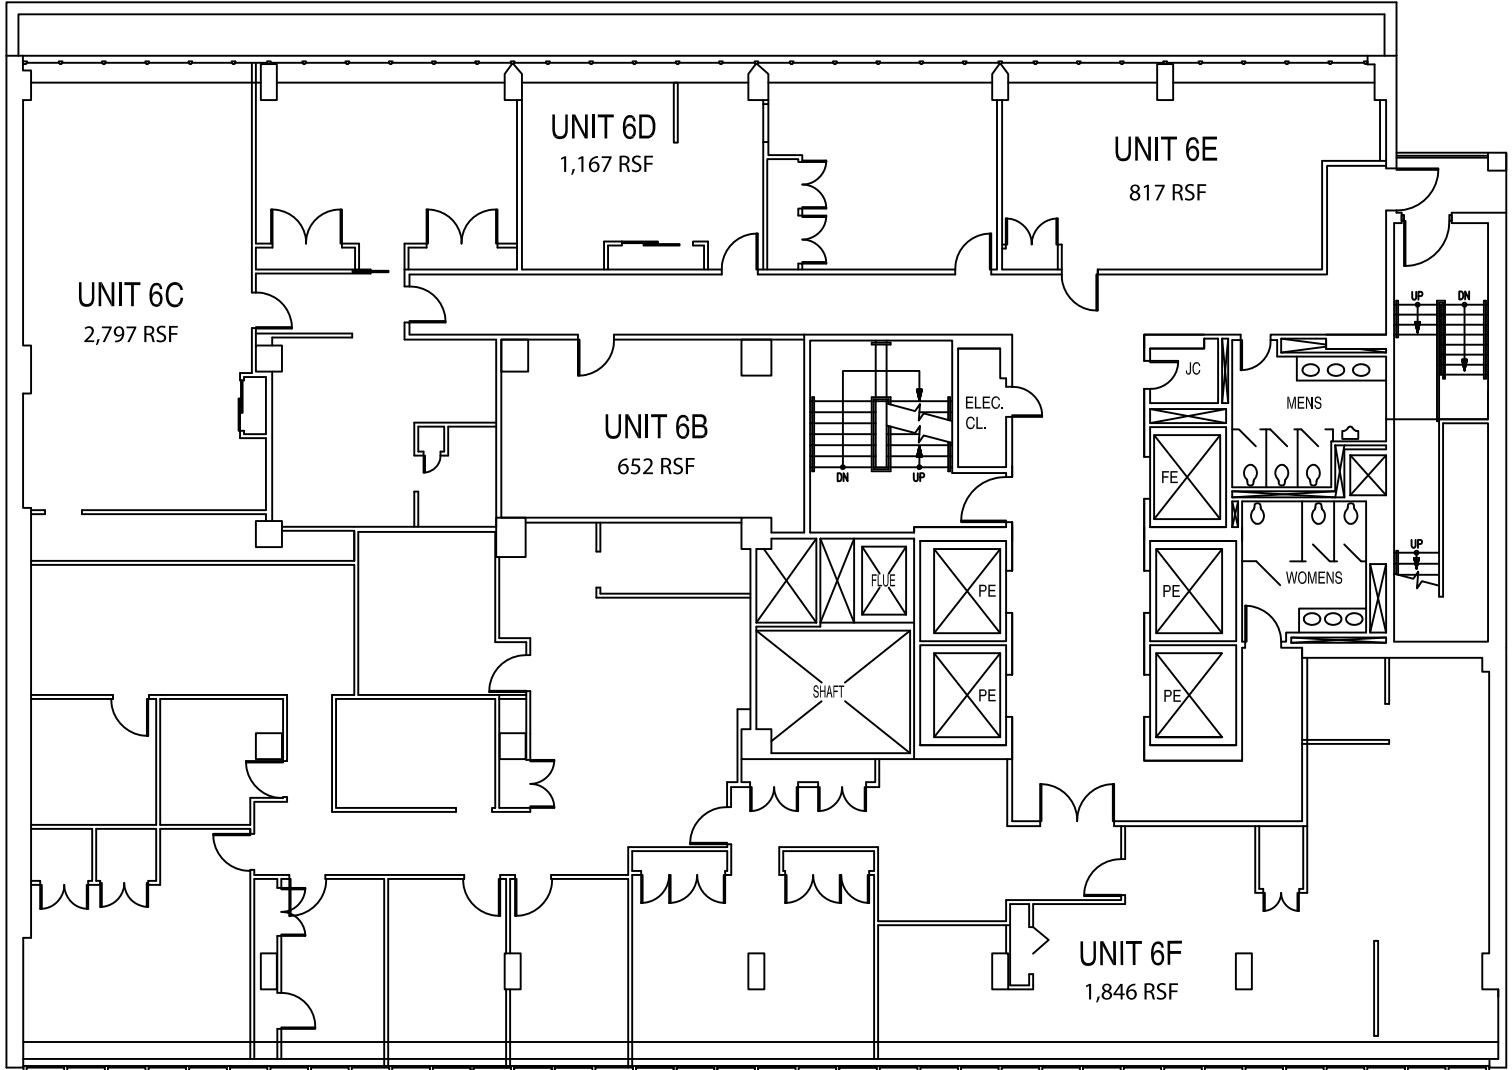 UNIT 6D
1,167 RSF
UNIT 6E
817 RSF
UNIT 6C
2,797 RSF
UP
DN
JC
MENS
ELEC.
CL.
UNIT 6B
652 RSF
DN
UP
FE
UP
FLUE
PE
PE
WOMENS
SHAFT
PE
PE
UNIT 6F
1,846 RSF